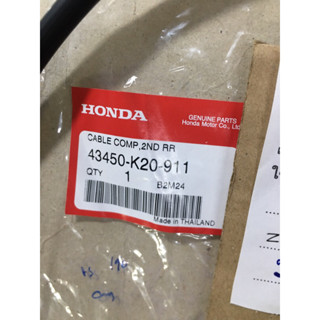 HONDA
GENUINE PARTS
Honda Motor Co., Ltd.
CABLE COMP,2ND RR
43450-K20-911
QTY 1 B2M24
Made in THAILAND